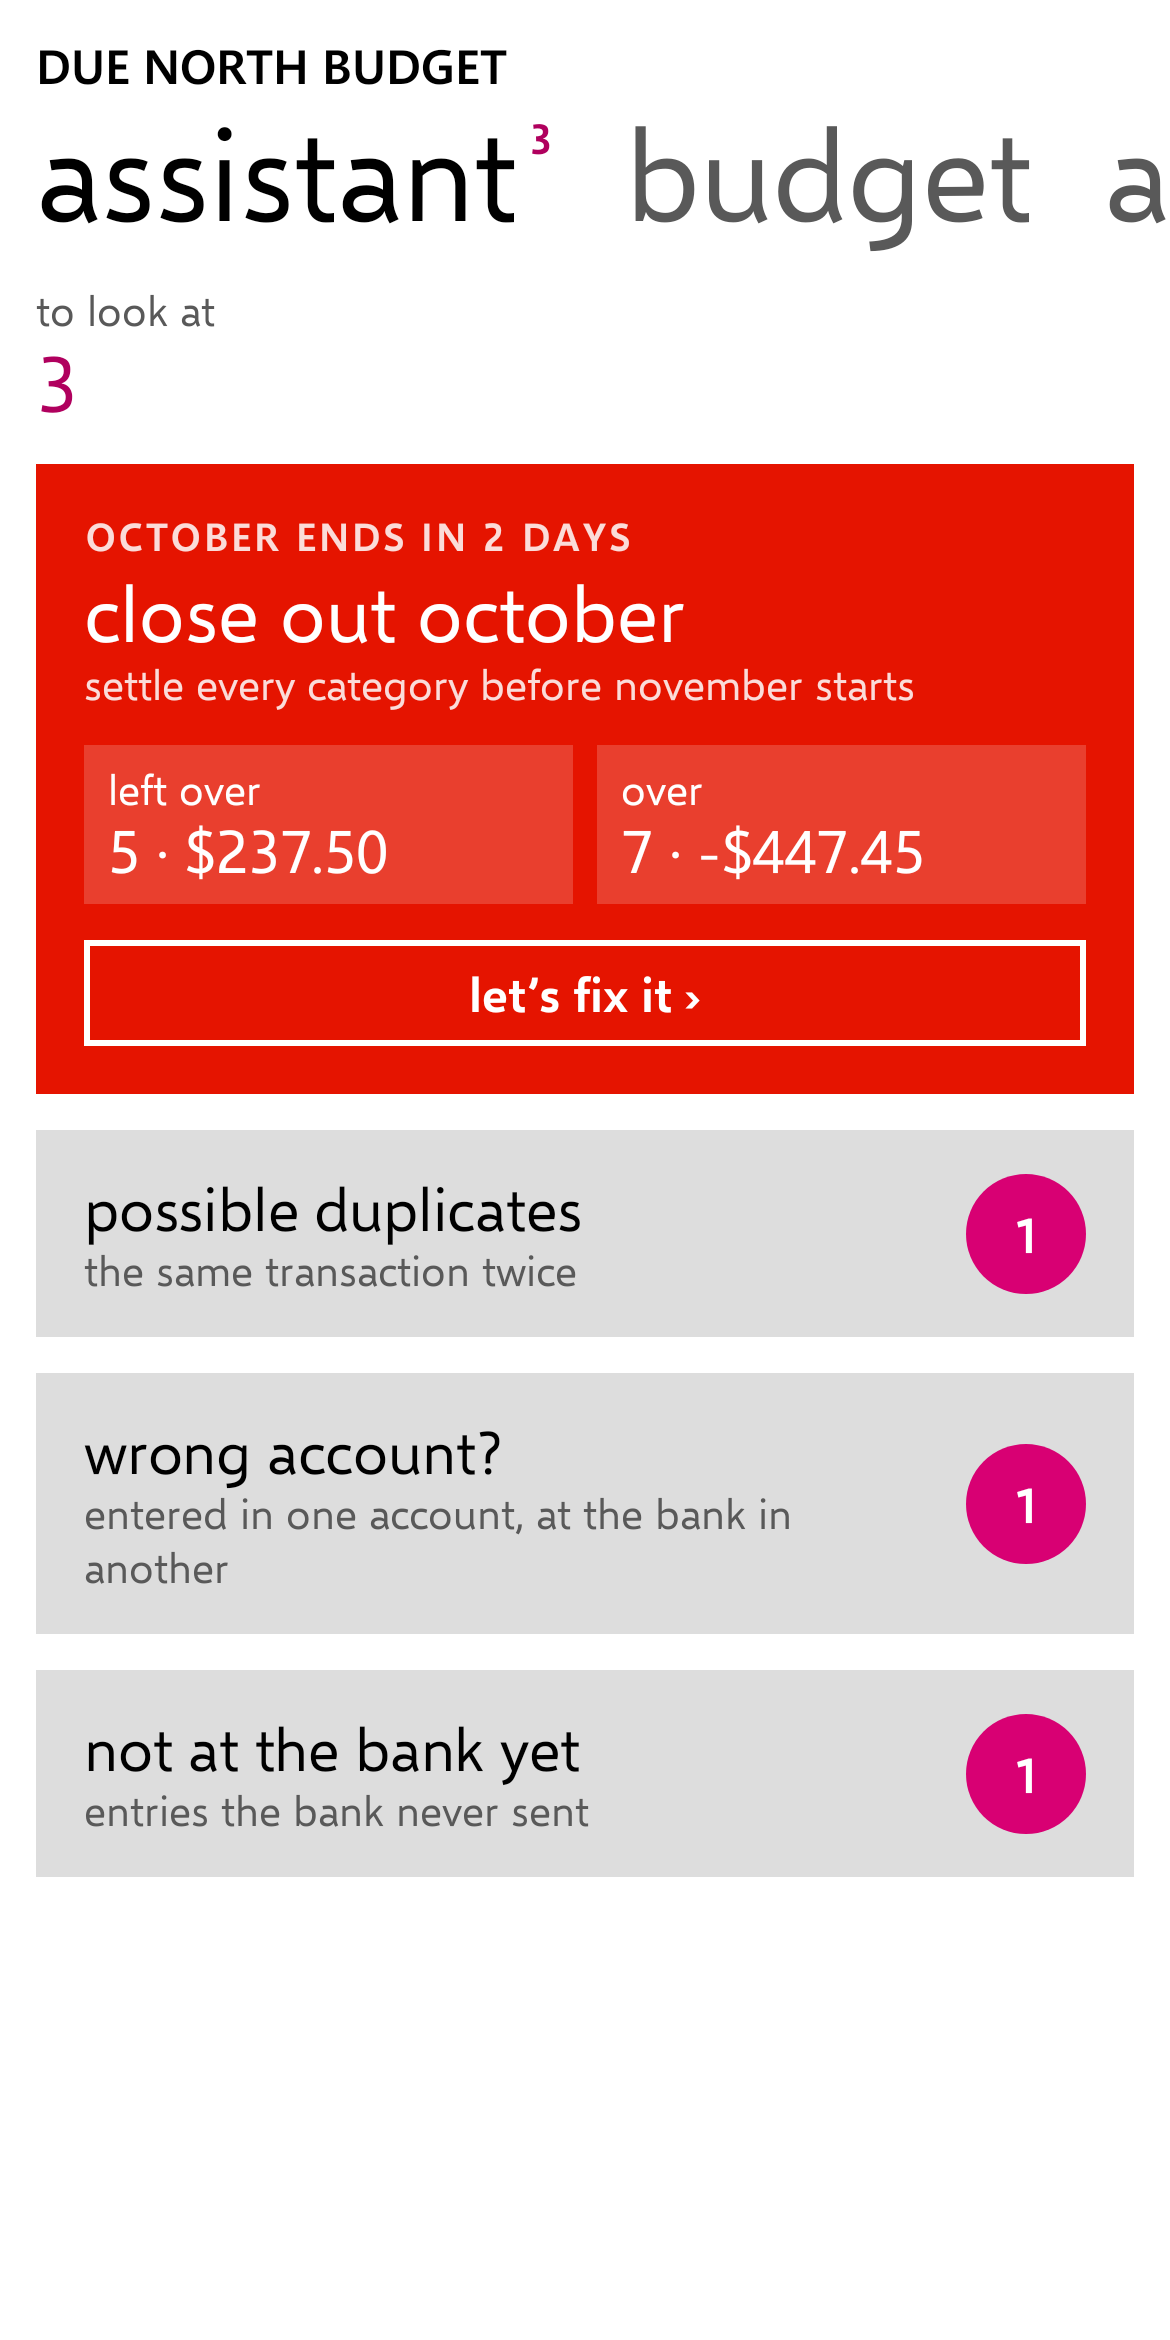 DUE NORTH BUDGET
assistant 3 budget a
to look at
3
OCTOBER ENDS IN 2 DAYS
close out october
settle every category before november starts
left over
5 · $237.50
over
7 · -$447.45
let’s fix it ›
possible duplicates
the same transaction twice
1
wrong account?
entered in one account, at the bank in
another
1
not at the bank yet
entries the bank never sent
1